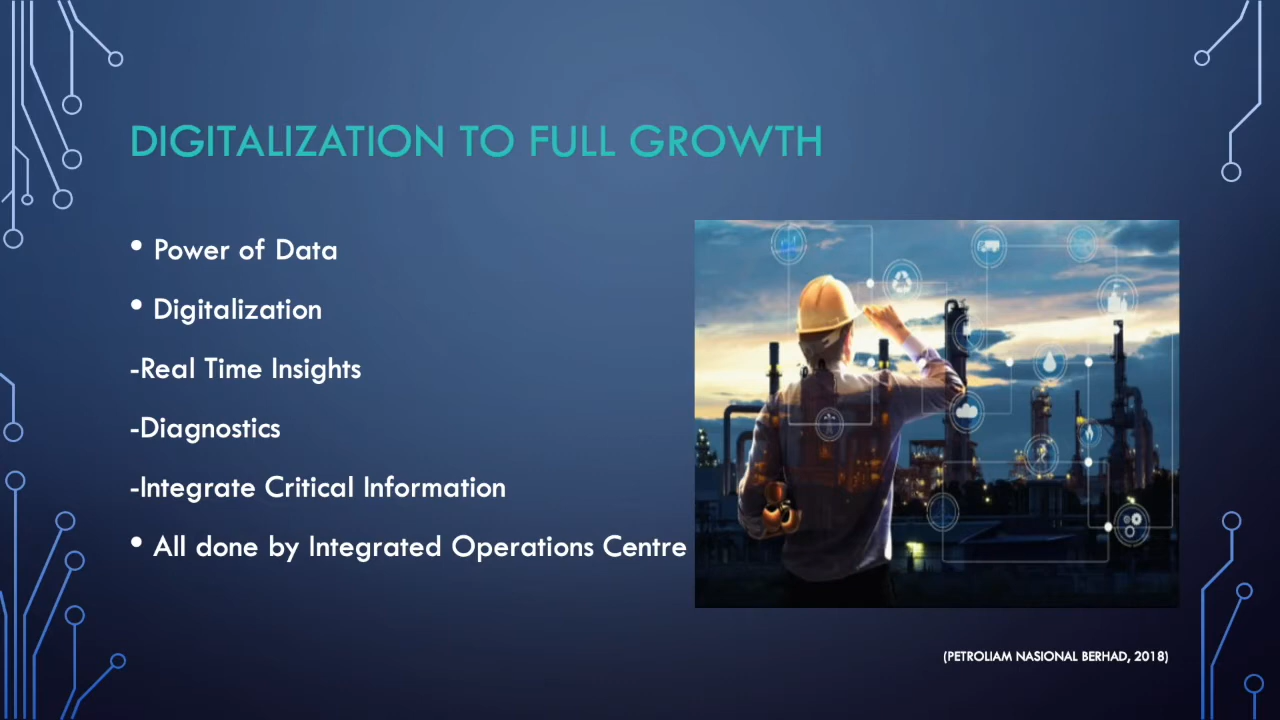 DIGITALIZATION TO FULL GROWTH
• Power of Data
• Digitalization
-Real Time Insights
-Diagnostics
-Integrate Critical Information
• All done by Integrated Operations Centre
(PETROLIAM NASIONAL BERHAD, 2018)